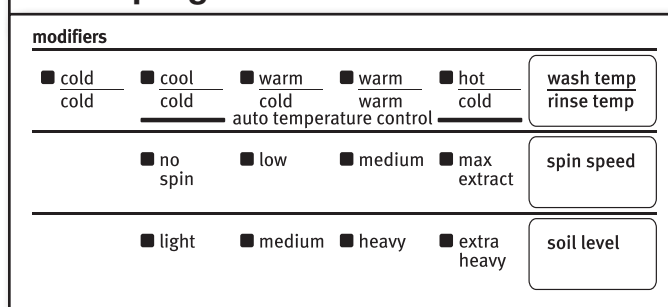 modifiers
cold cool warm warm hot wash temp
cold cold cold warm cold rinse temp
auto temperature control
no low medium max spin speed
spin extract
light medium heavy extra soil level
heavy